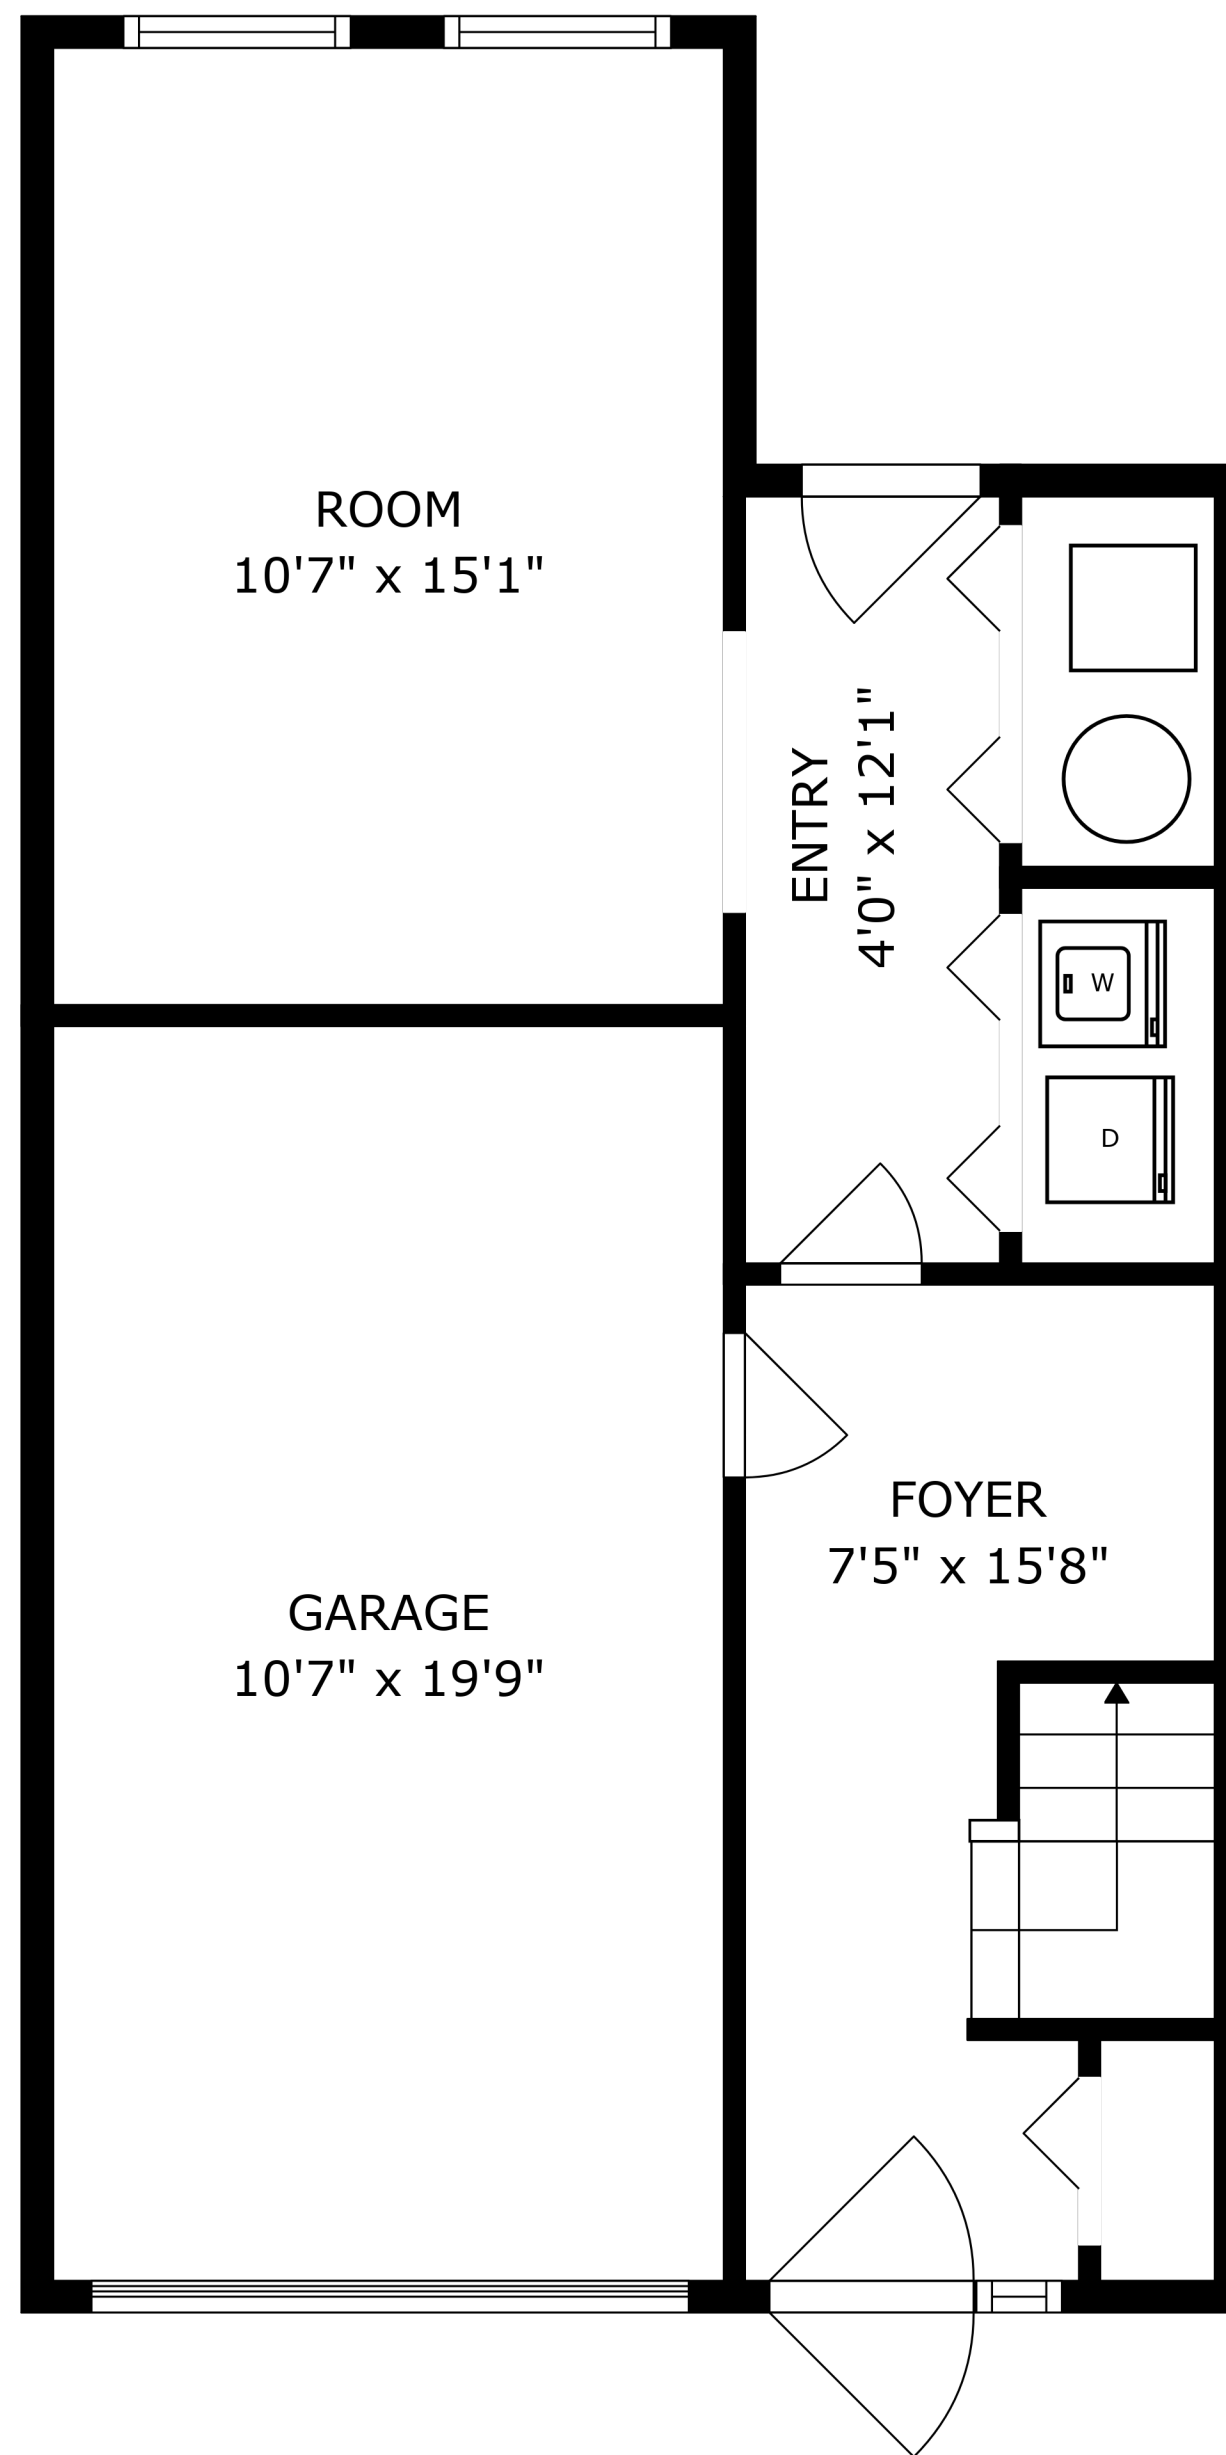 ROOM
10'7" x 15'1"
ENTRY
4'0" x 12'1"
W
D
FOYER
7'5" x 15'8"
GARAGE
10'7" x 19'9"